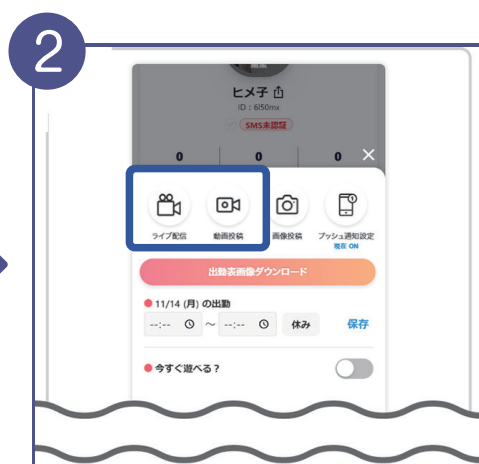 2
ヒメ子
ID : 6l50mx
SMS未認証
0 0 0
ライブ配信 動画投稿 画像投稿 プッシュ通知設定
現在 ON
出勤表画像ダウンロード
11/14 (月) の出勤
--:-- ～ --:-- 休み 保存
今すぐ遊べる？